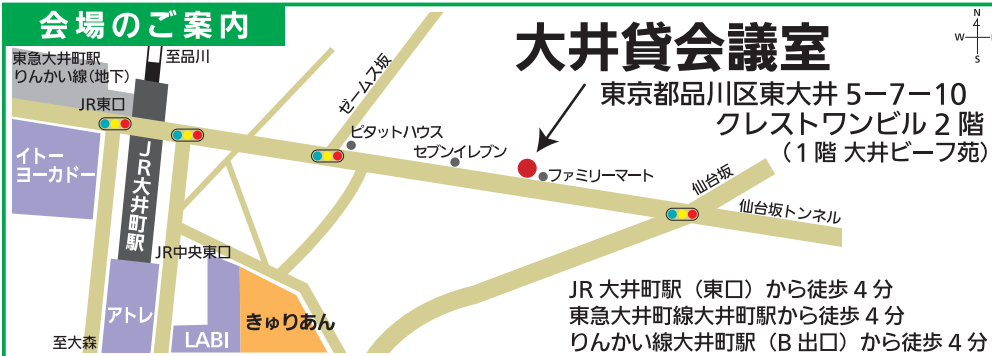 会場のご案内
大井貸会議室
東京都品川区東大井 5ー7ー10
クレストワンビル 2 階
（1階 大井ビーフ苑）
N
W
S
東急大井町駅
りんかい線(地下)
至品川
JR東口
ゼームス坂
ピタットハウス
セブンイレブン
ファミリーマート
仙台坂
仙台坂トンネル
イトー
ヨーカドー
JR大井町駅
JR中央東口
アトレ
LABI
きゅりあん
至大森
JR 大井町駅（東口）から徒歩 4 分
東急大井町線大井町駅から徒歩 4 分
りんかい線大井町駅（B 出口）から徒歩 4 分